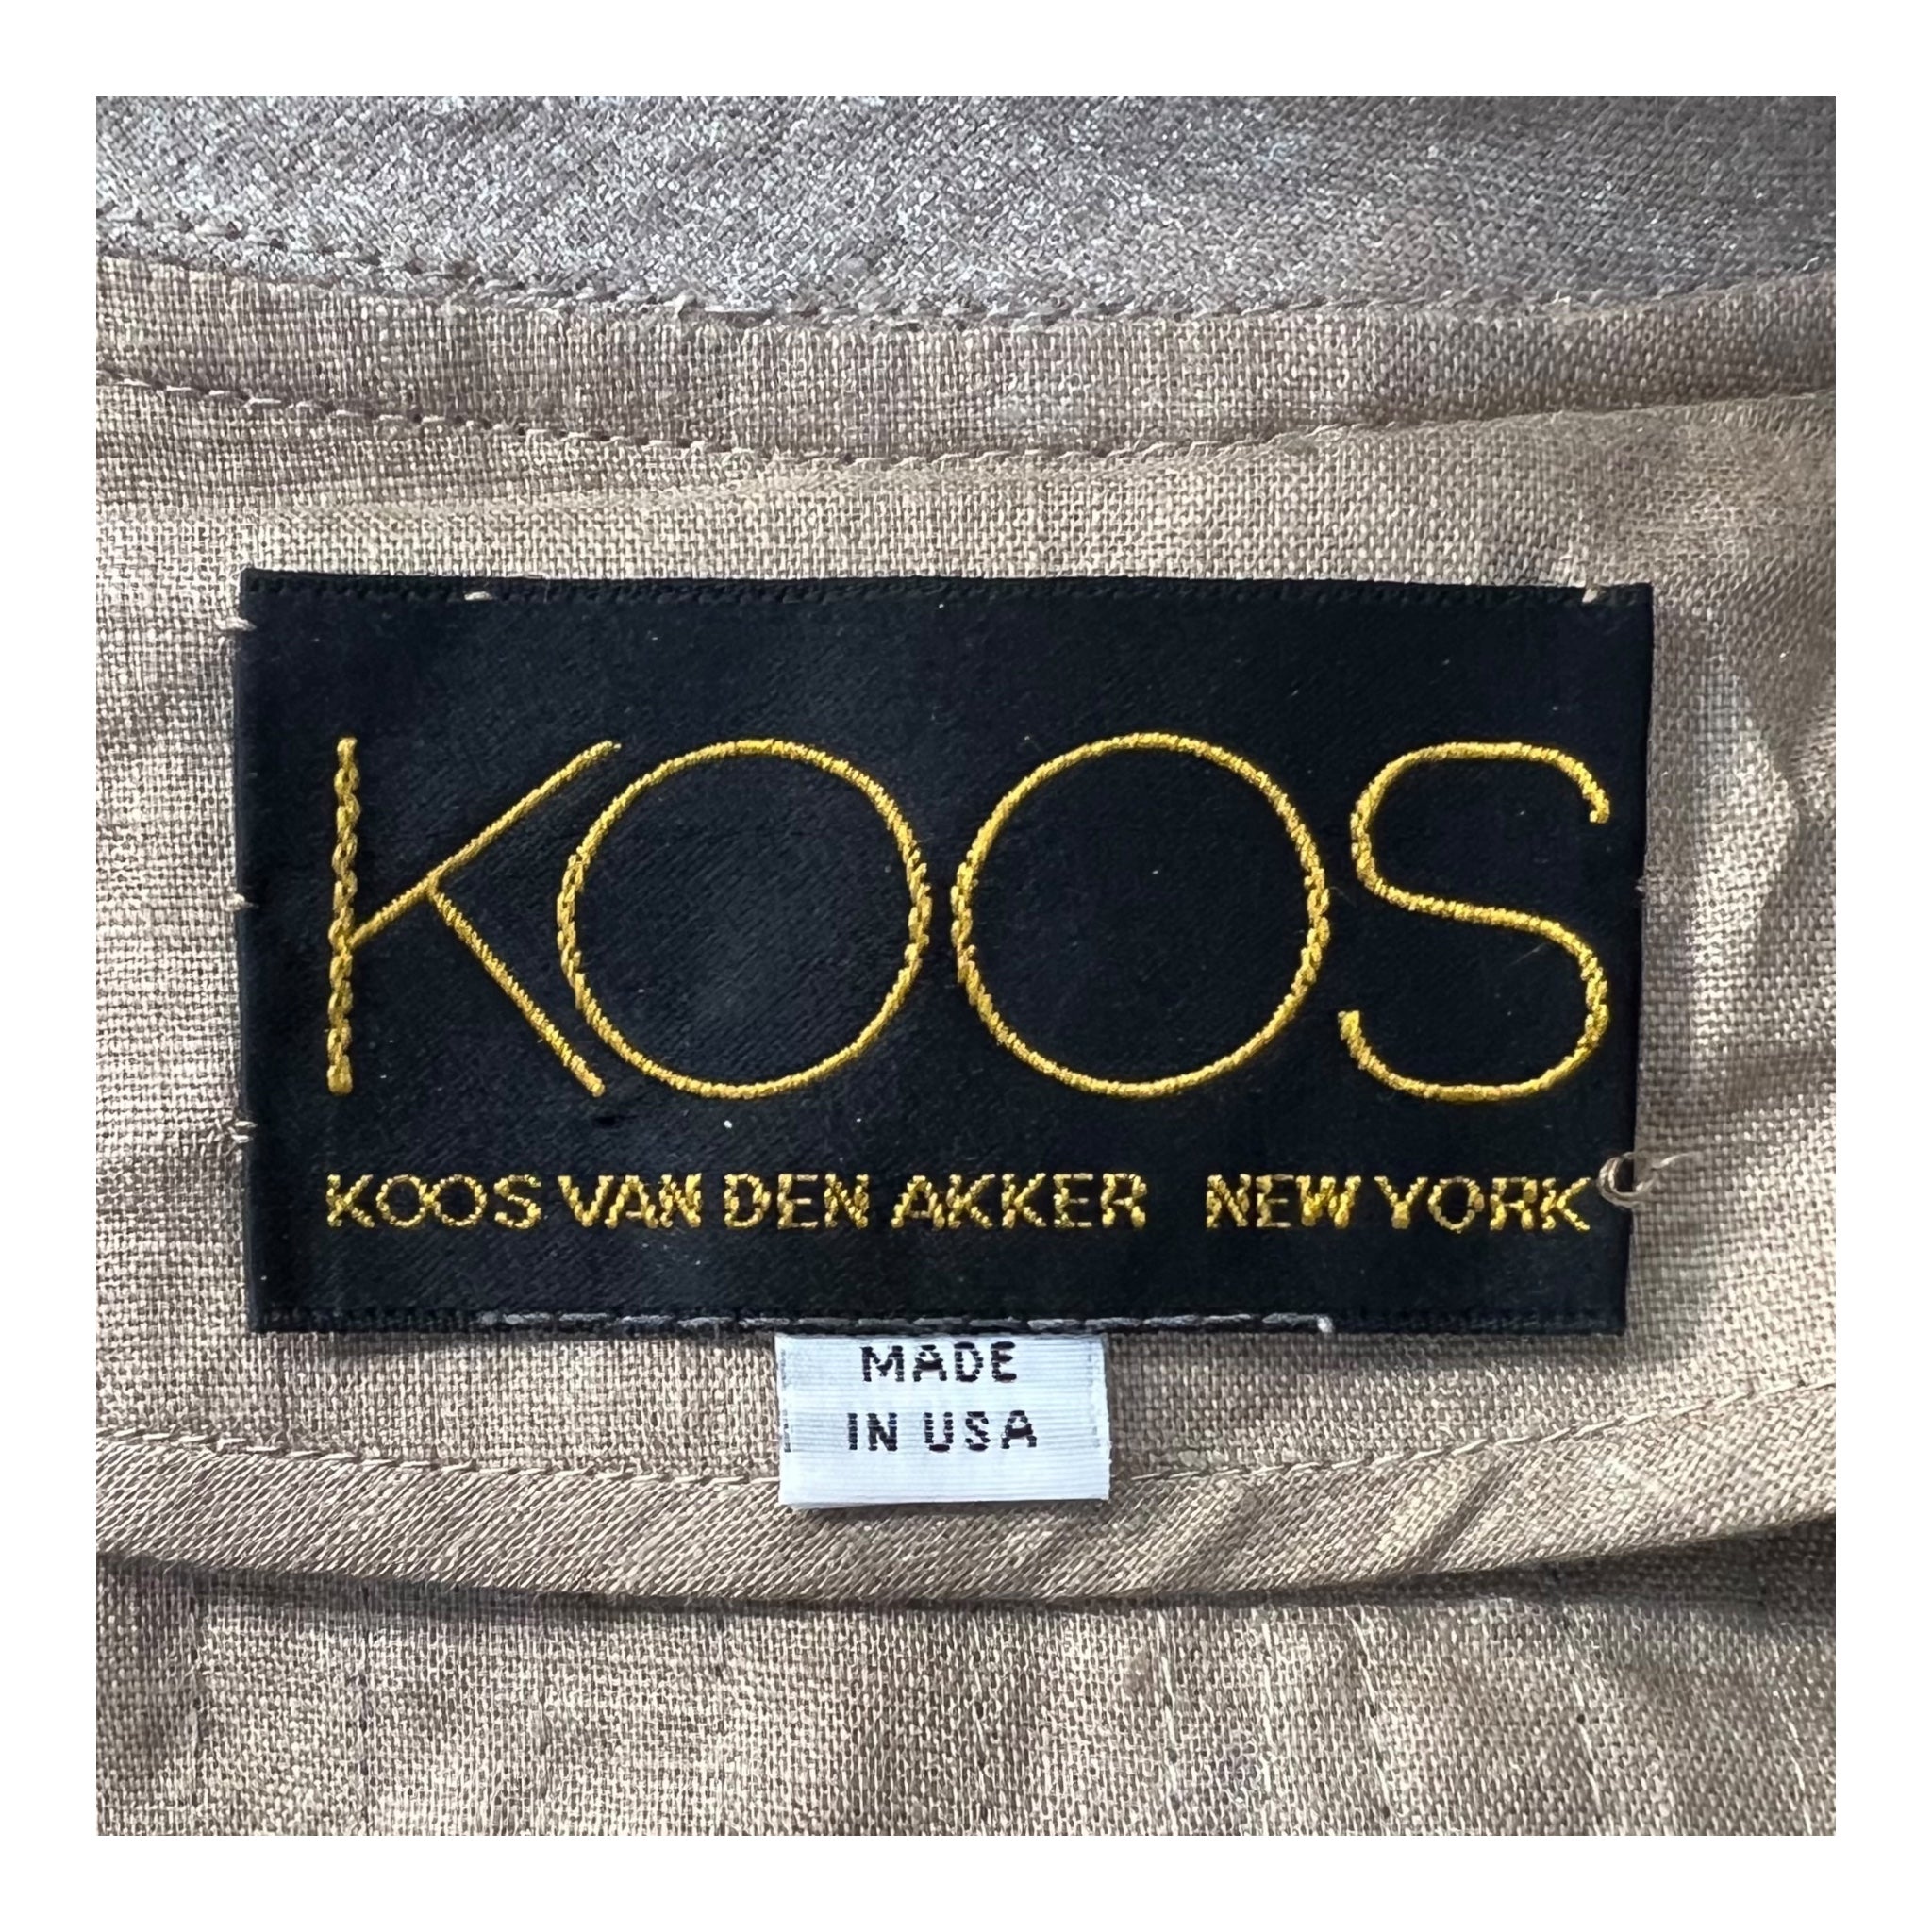 KOOS
KOOS VAN DEN AKKER NEW YORK
MADE
IN USA